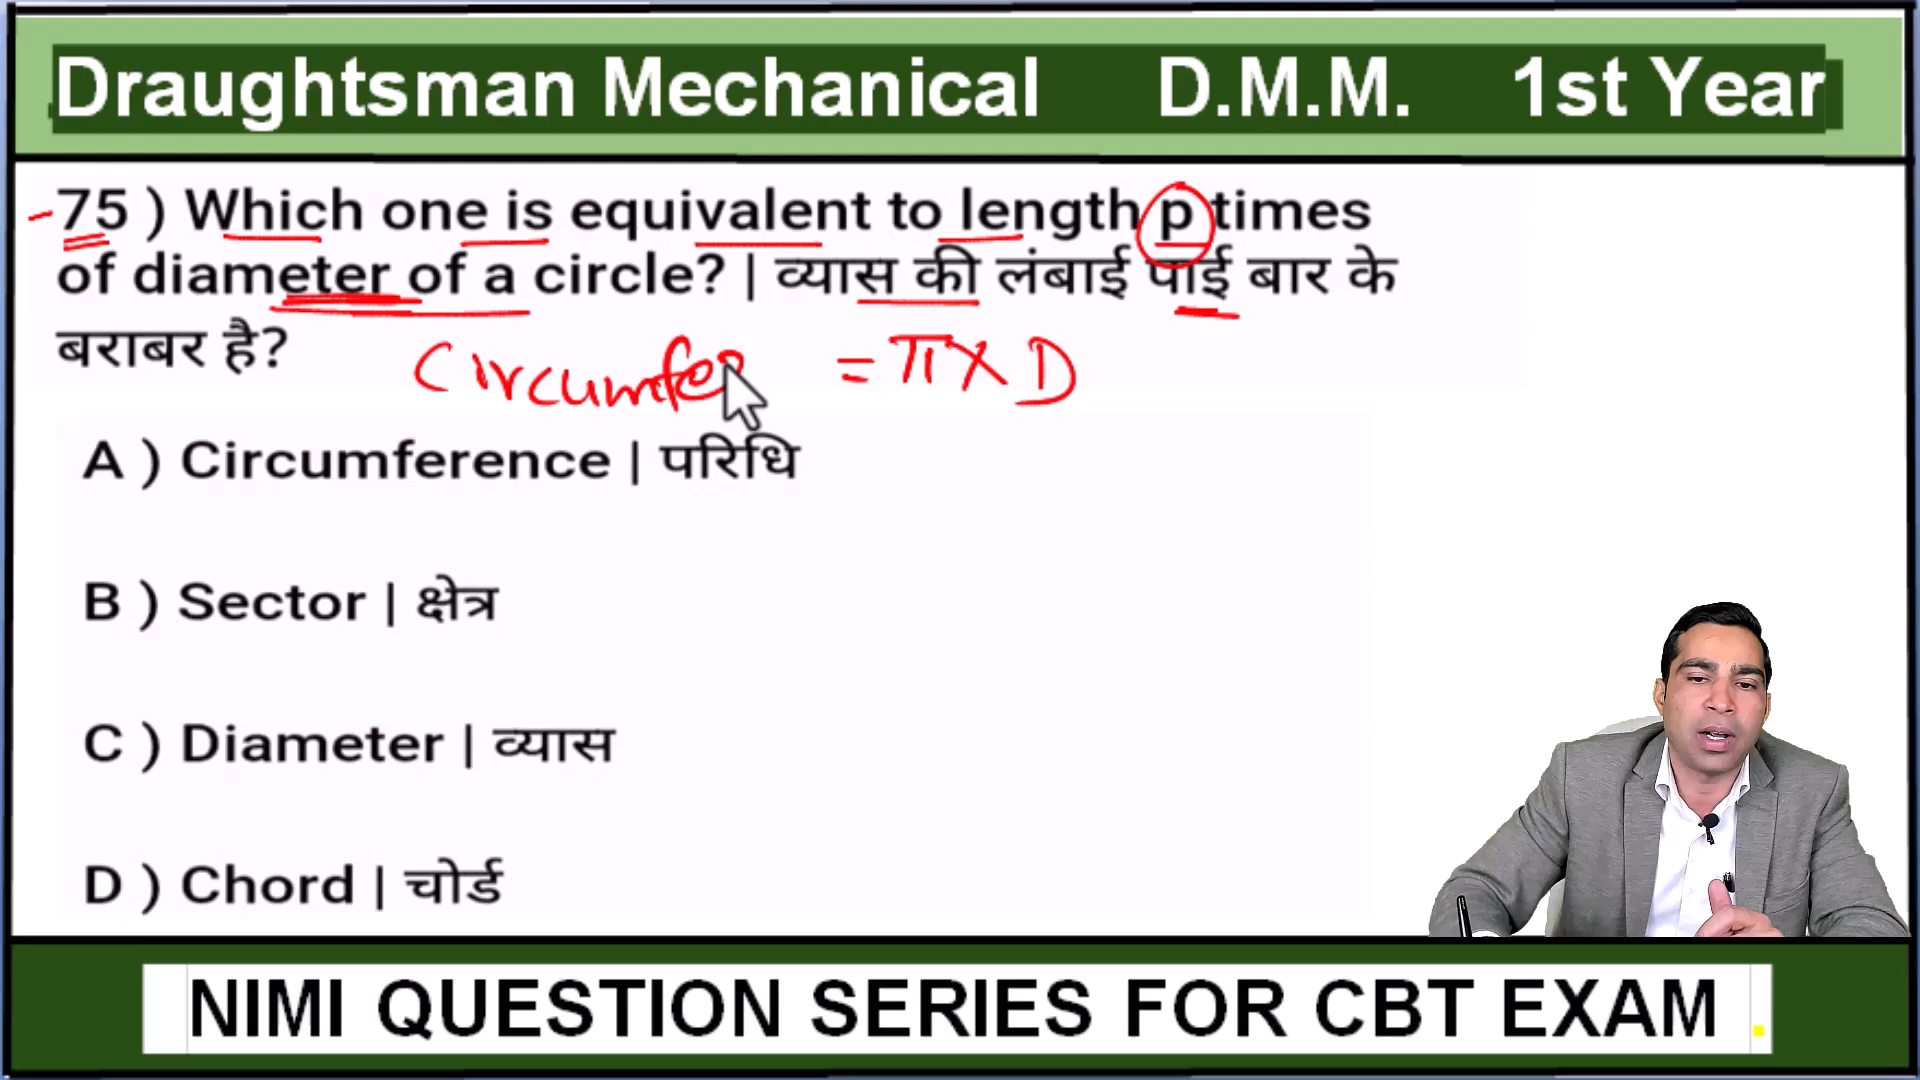 Draughtsman Mechanical D.M.M. 1st Year
75 ) Which one is equivalent to length p times
of diameter of a circle? | व्यास की लंबाई पाई बार के
बराबर है?
Circumfe = π × D
A ) Circumference | परिधि
B ) Sector | क्षेत्र
C ) Diameter | व्यास
D ) Chord | चोर्ड
NIMI QUESTION SERIES FOR CBT EXAM .